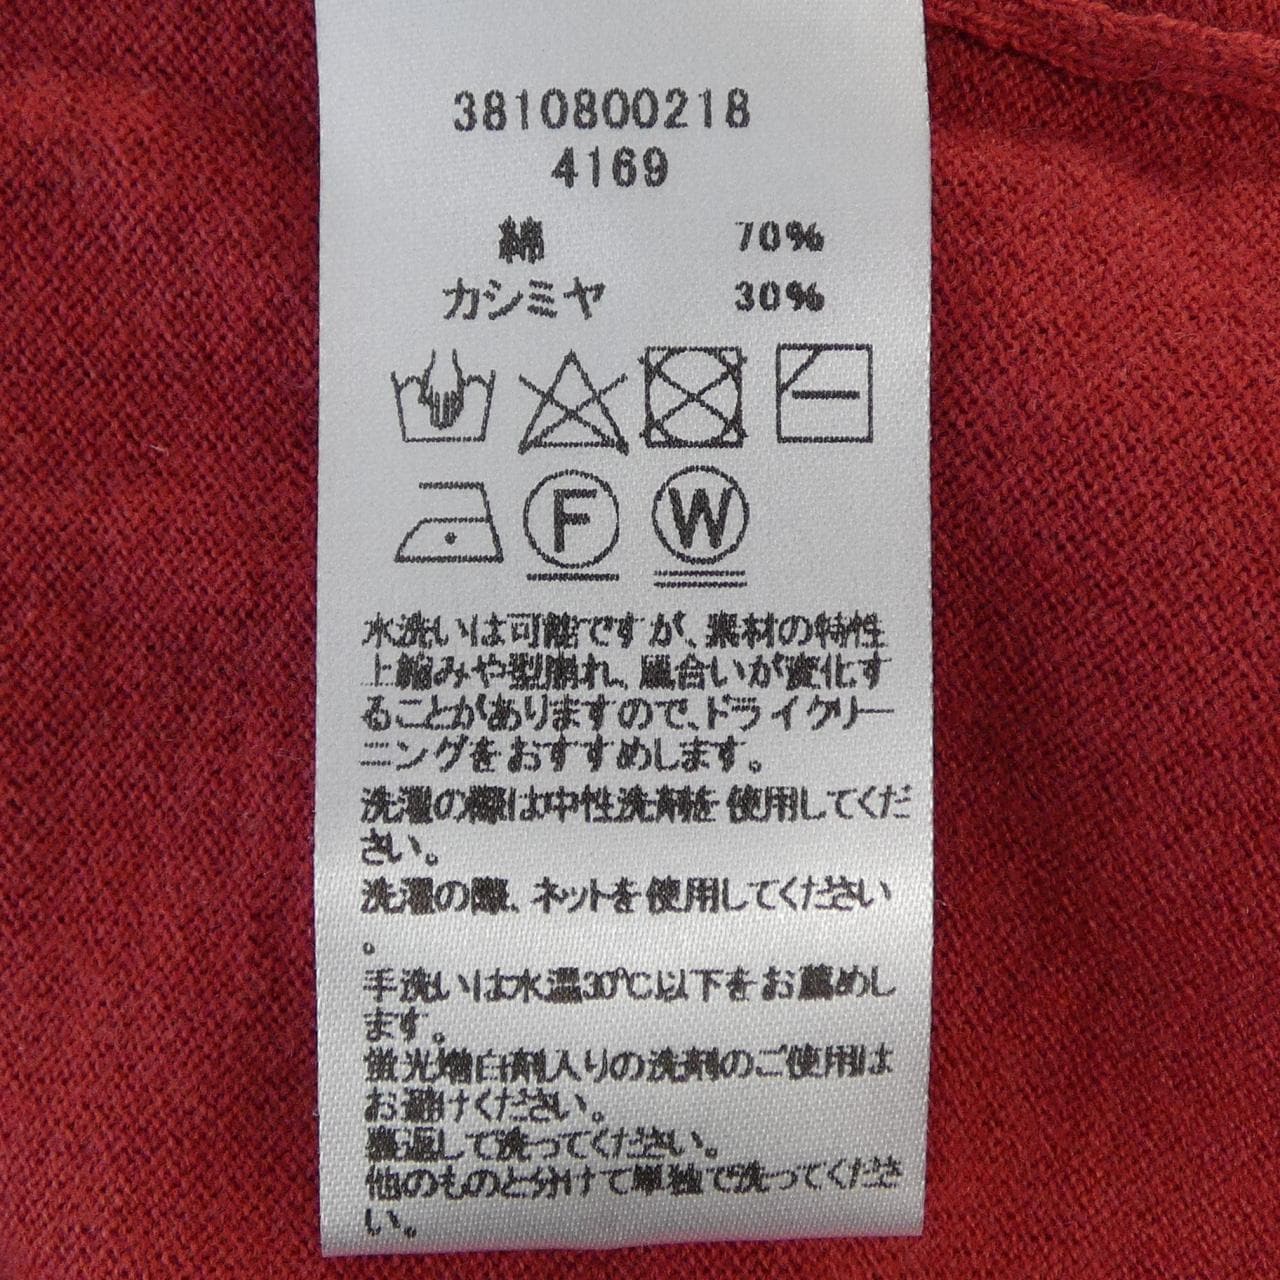 3810800218
4169
綿 70%
カシミヤ 30%
F W
水洗いは可能ですが、素材の特性
上縮みや型崩れ、風合いが変化す
ることがありますので、ドライクリー
ニングをおすすめします。
洗濯の際は中性洗剤を使用してくだ
さい。
洗濯の際、ネットを使用してください
。
手洗いは水温30℃以下をお薦めし
ます。
蛍光増白剤入りの洗剤のご使用は
お避けください。
裏返して洗ってください。
他のものと分けて単独で洗ってくださ
い。